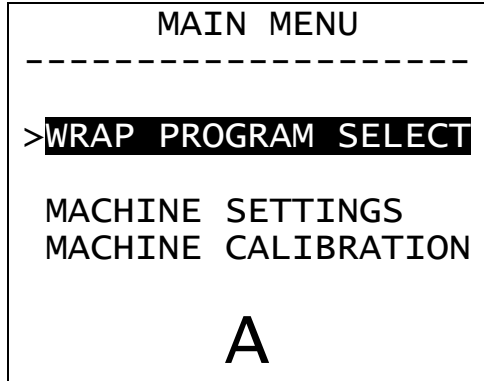 MAIN MENU
--------------------
>WRAP PROGRAM SELECT
MACHINE SETTINGS
MACHINE CALIBRATION
A